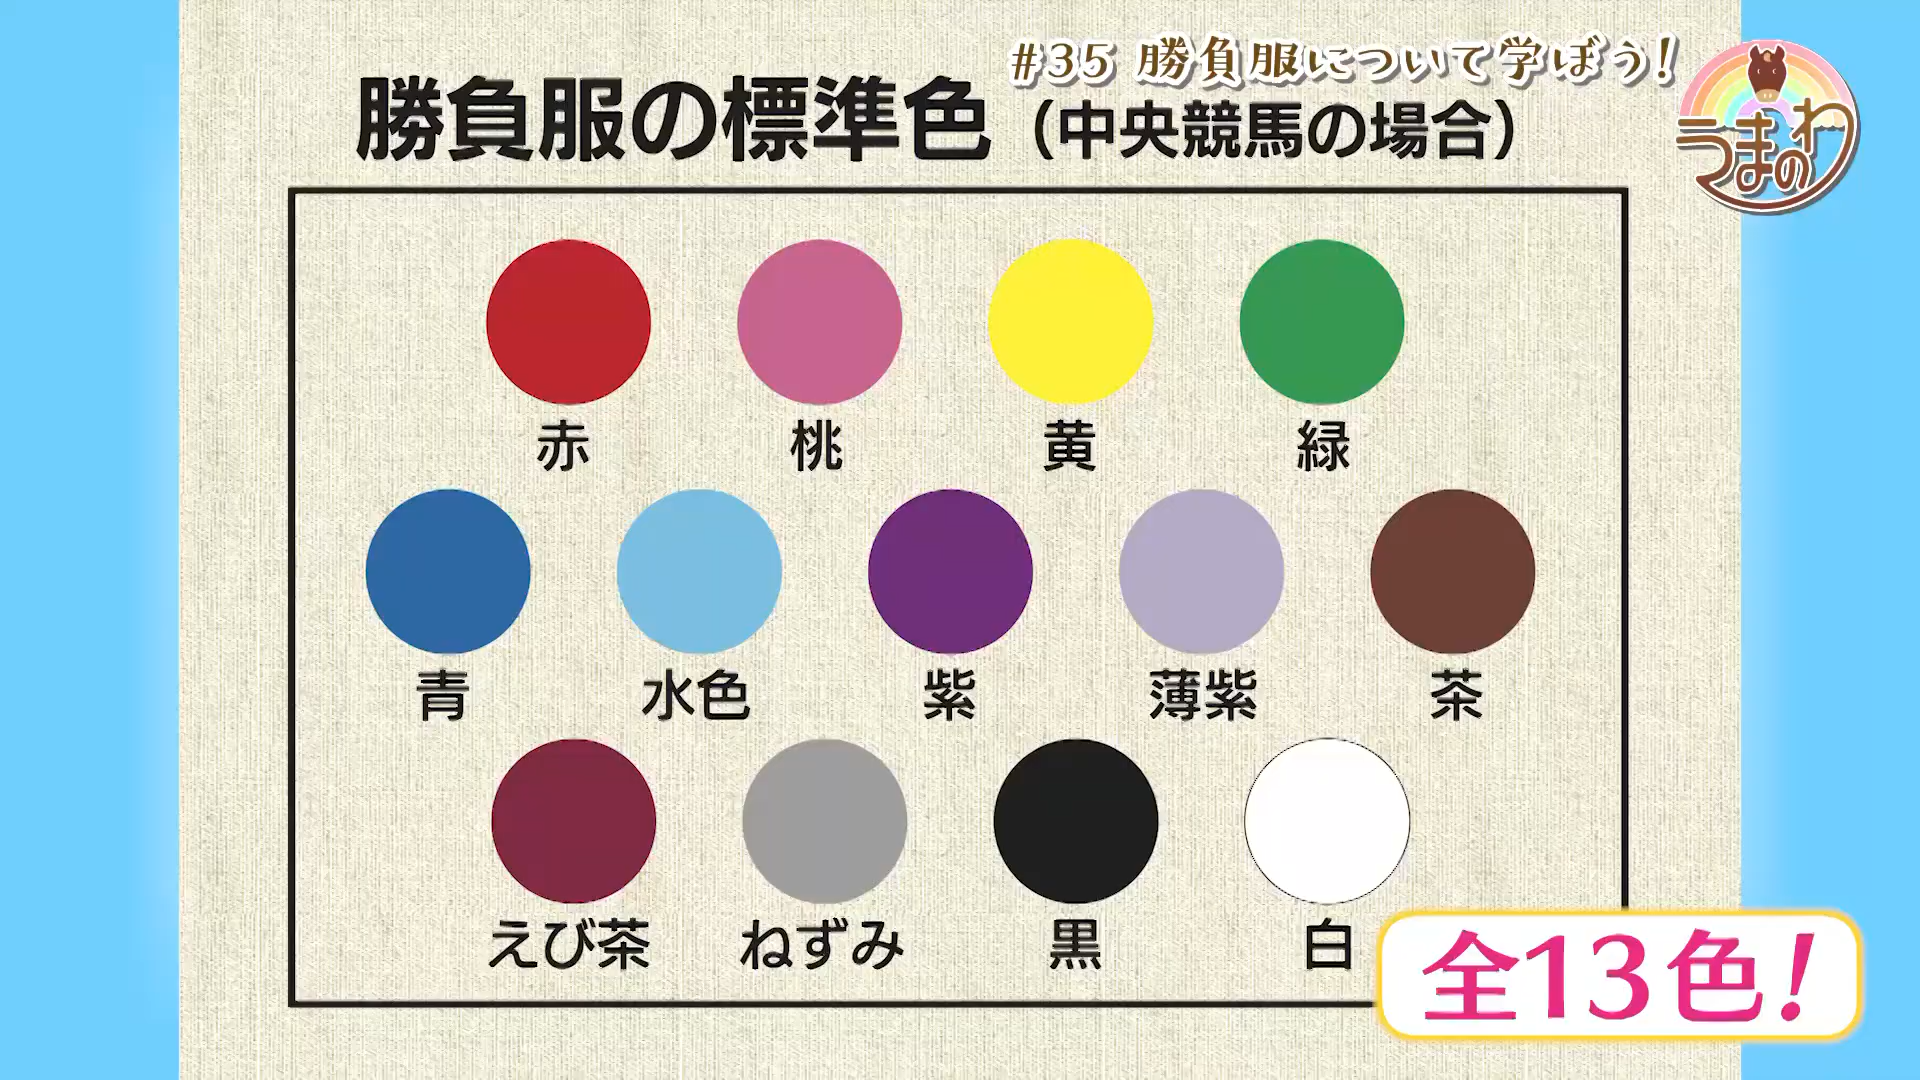 #35 勝負服について学ぼう!
うまのわ
勝負服の標準色(中央競馬の場合)
赤 桃 黄 緑
青 水色 紫 薄紫 茶
えび茶 ねずみ 黒 白
全13色!